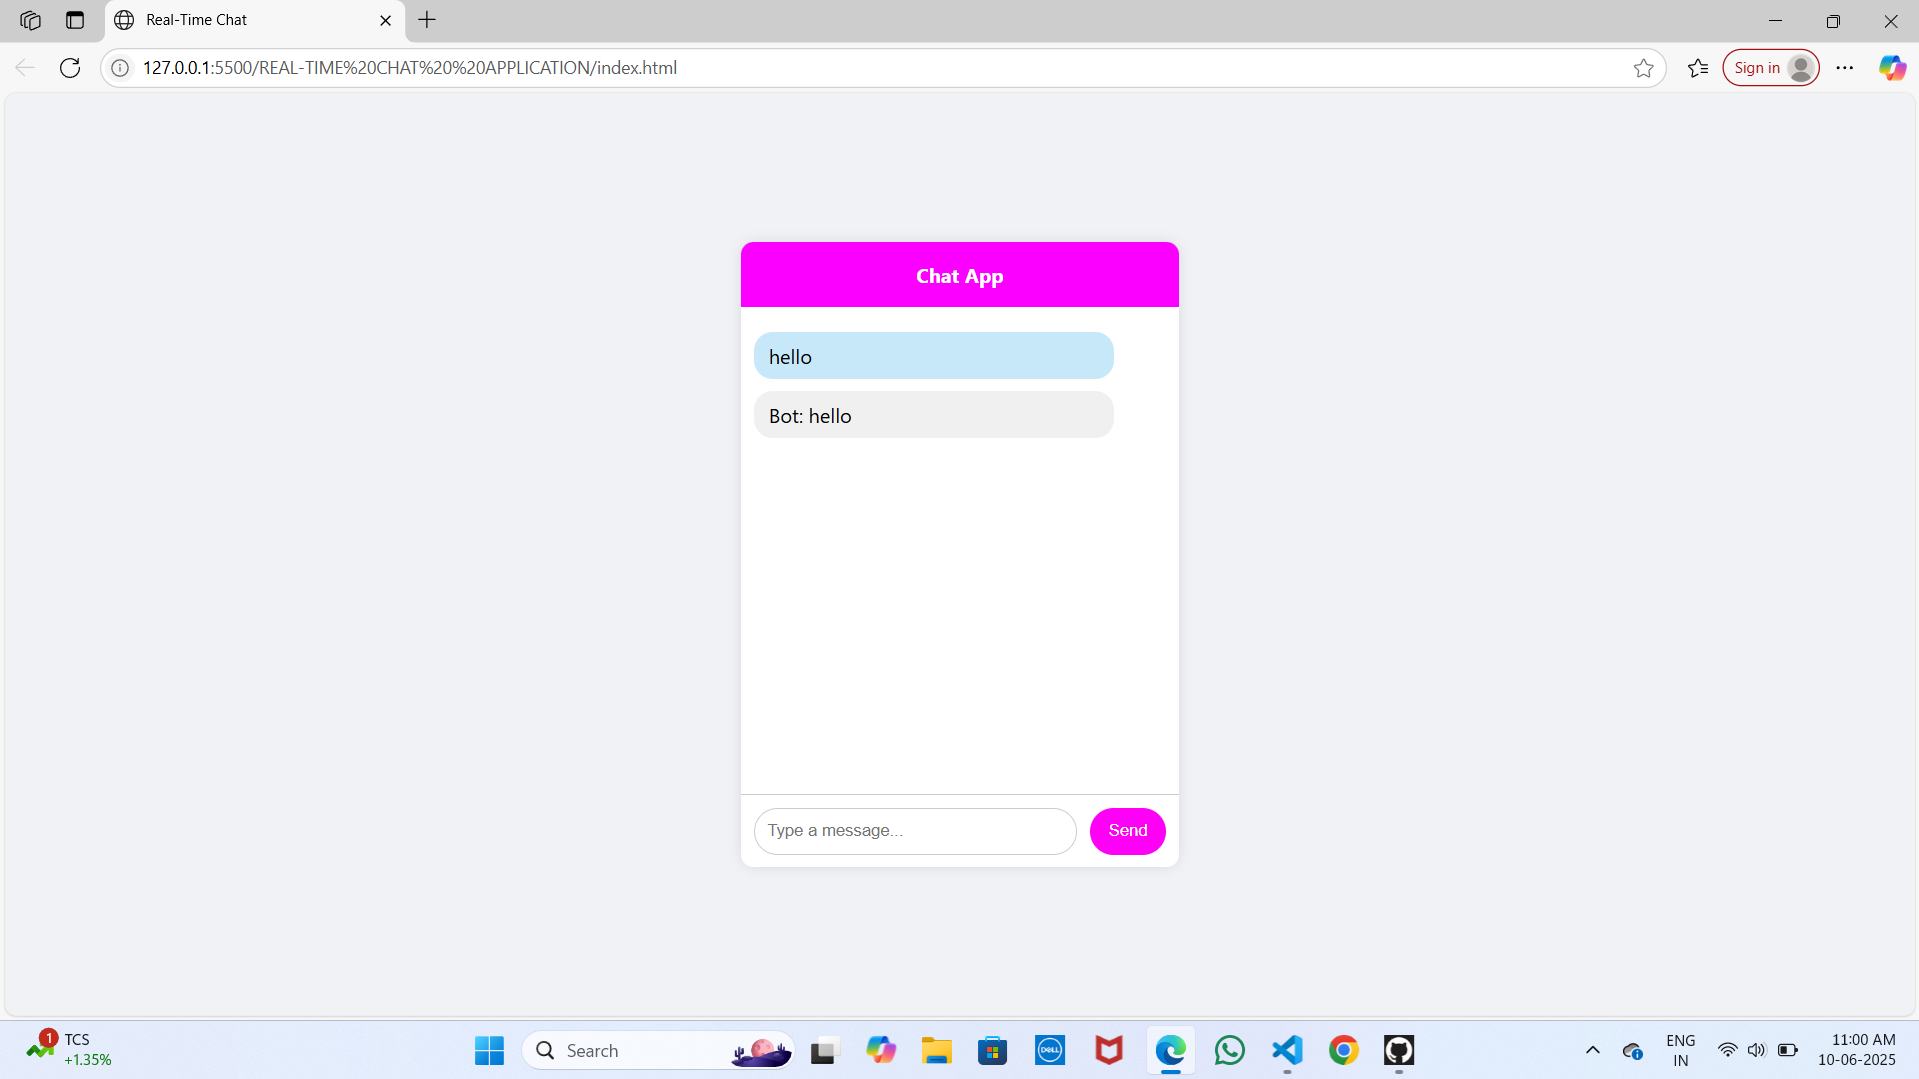 Real-Time Chat
127.0.0.1:5500/REAL-TIME%20CHAT%20%20APPLICATION/index.html
Sign in
Chat App
hello
Bot: hello
Type a message...
Send
1
TCS
+1.35%
Search
DELL
ENG
IN
11:00 AM
10-06-2025